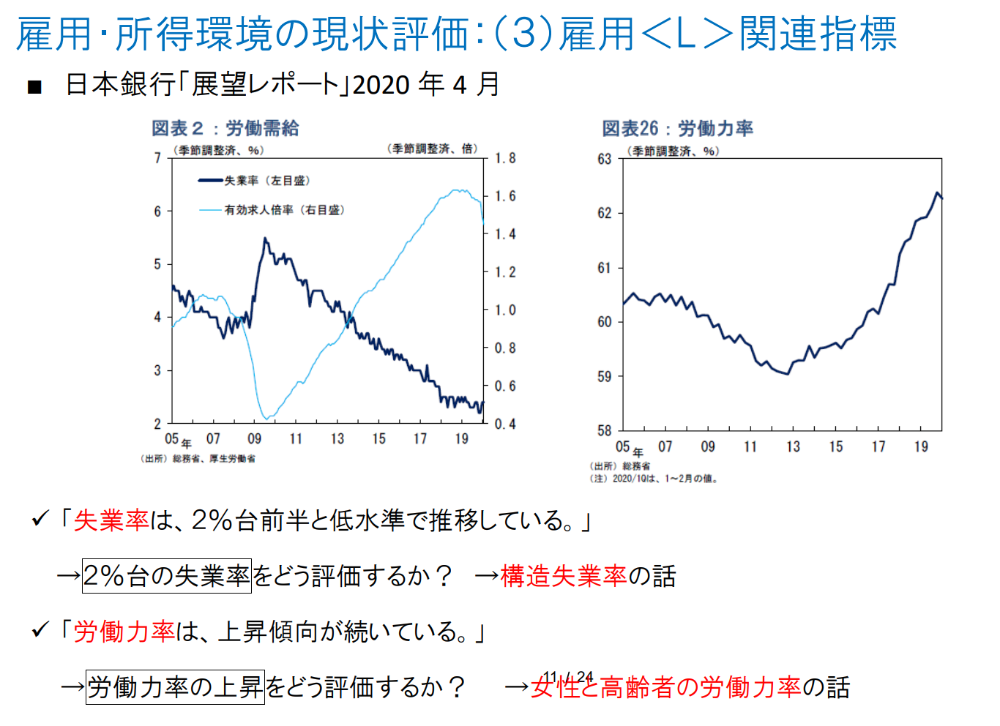 雇用・所得環境の現状評価：（３）雇用＜L＞関連指標
■ 日本銀行「展望レポート」2020 年 4 月
図表２：労働需給
（季節調整済、％）
（季節調整済、倍）
失業率（左目盛）
有効求人倍率（右目盛）
7
6
5
4
3
2
1.8
1.6
1.4
1.2
1.0
0.8
0.6
0.4
05年 07 09 11 13 15 17 19
（出所）総務省、厚生労働省
図表26：労働力率
（季節調整済、％）
63
62
61
60
59
58
05年 07 09 11 13 15 17 19
（出所）総務省
（注）2020/1Qは、1～2月の値。
✓「失業率は、２％台前半と低水準で推移している。」
→２％台の失業率をどう評価するか？ →構造失業率の話
✓「労働力率は、上昇傾向が続いている。」
→労働力率の上昇をどう評価するか？ →女性と高齢者の労働力率の話
11 / 24